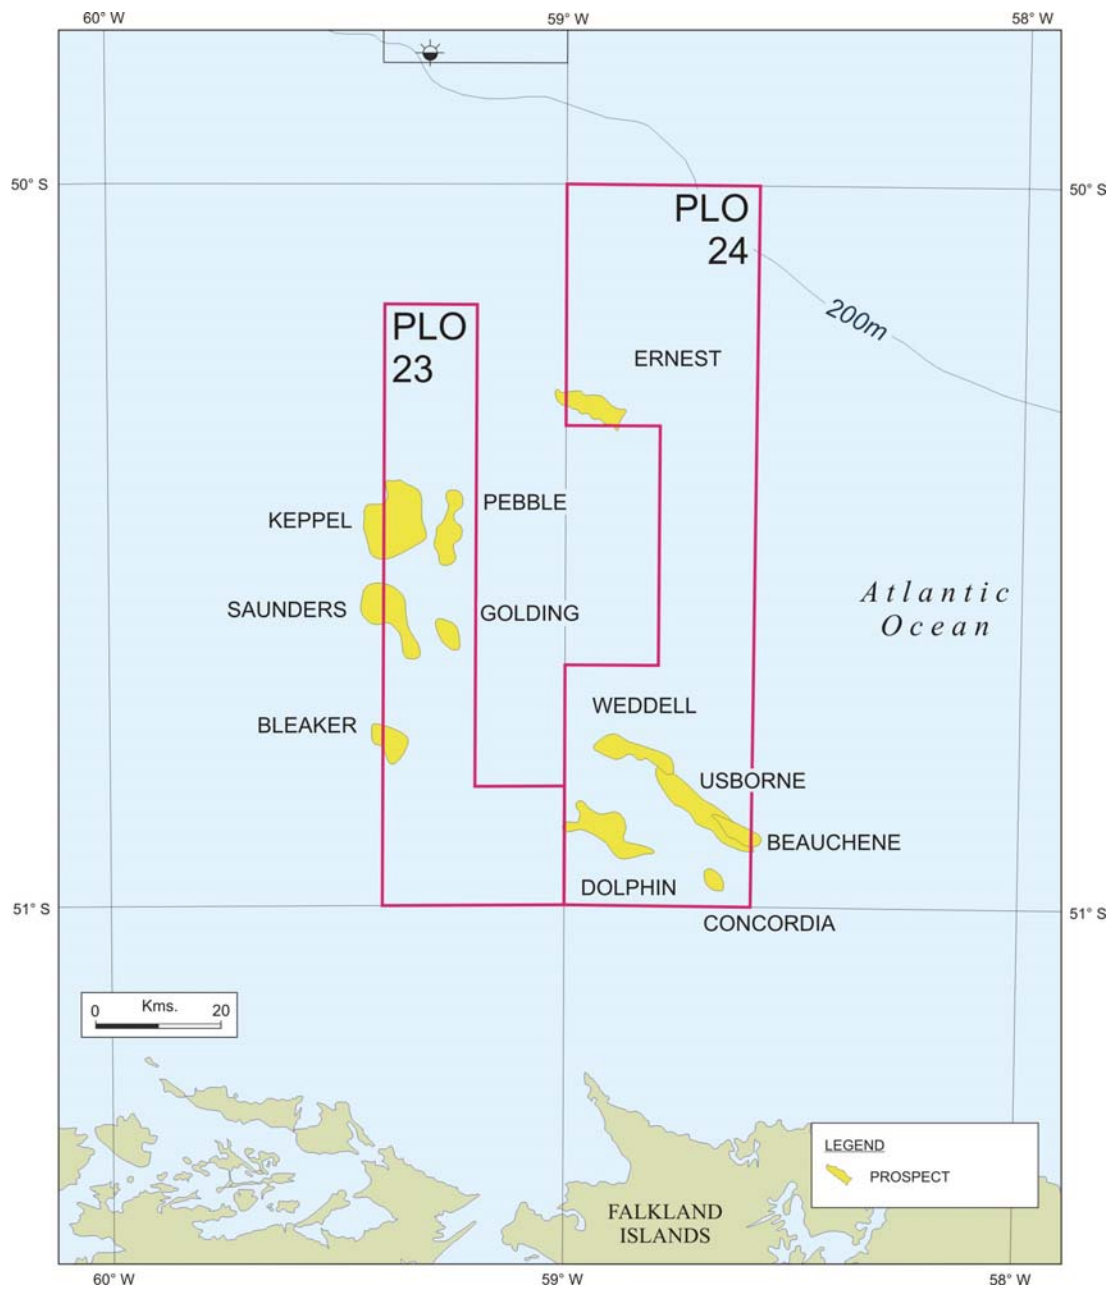 60° W
59° W
58° W
50° S
50° S
PLO
24
200m
PLO
23
ERNEST
KEPPEL
PEBBLE
SAUNDERS
GOLDING
Atlantic
Ocean
BLEAKER
WEDDELL
USBORNE
BEAUCHENE
DOLPHIN
CONCORDIA
51° S
51° S
0 Kms. 20
LEGEND
PROSPECT
FALKLAND
ISLANDS
60° W
59° W
58° W